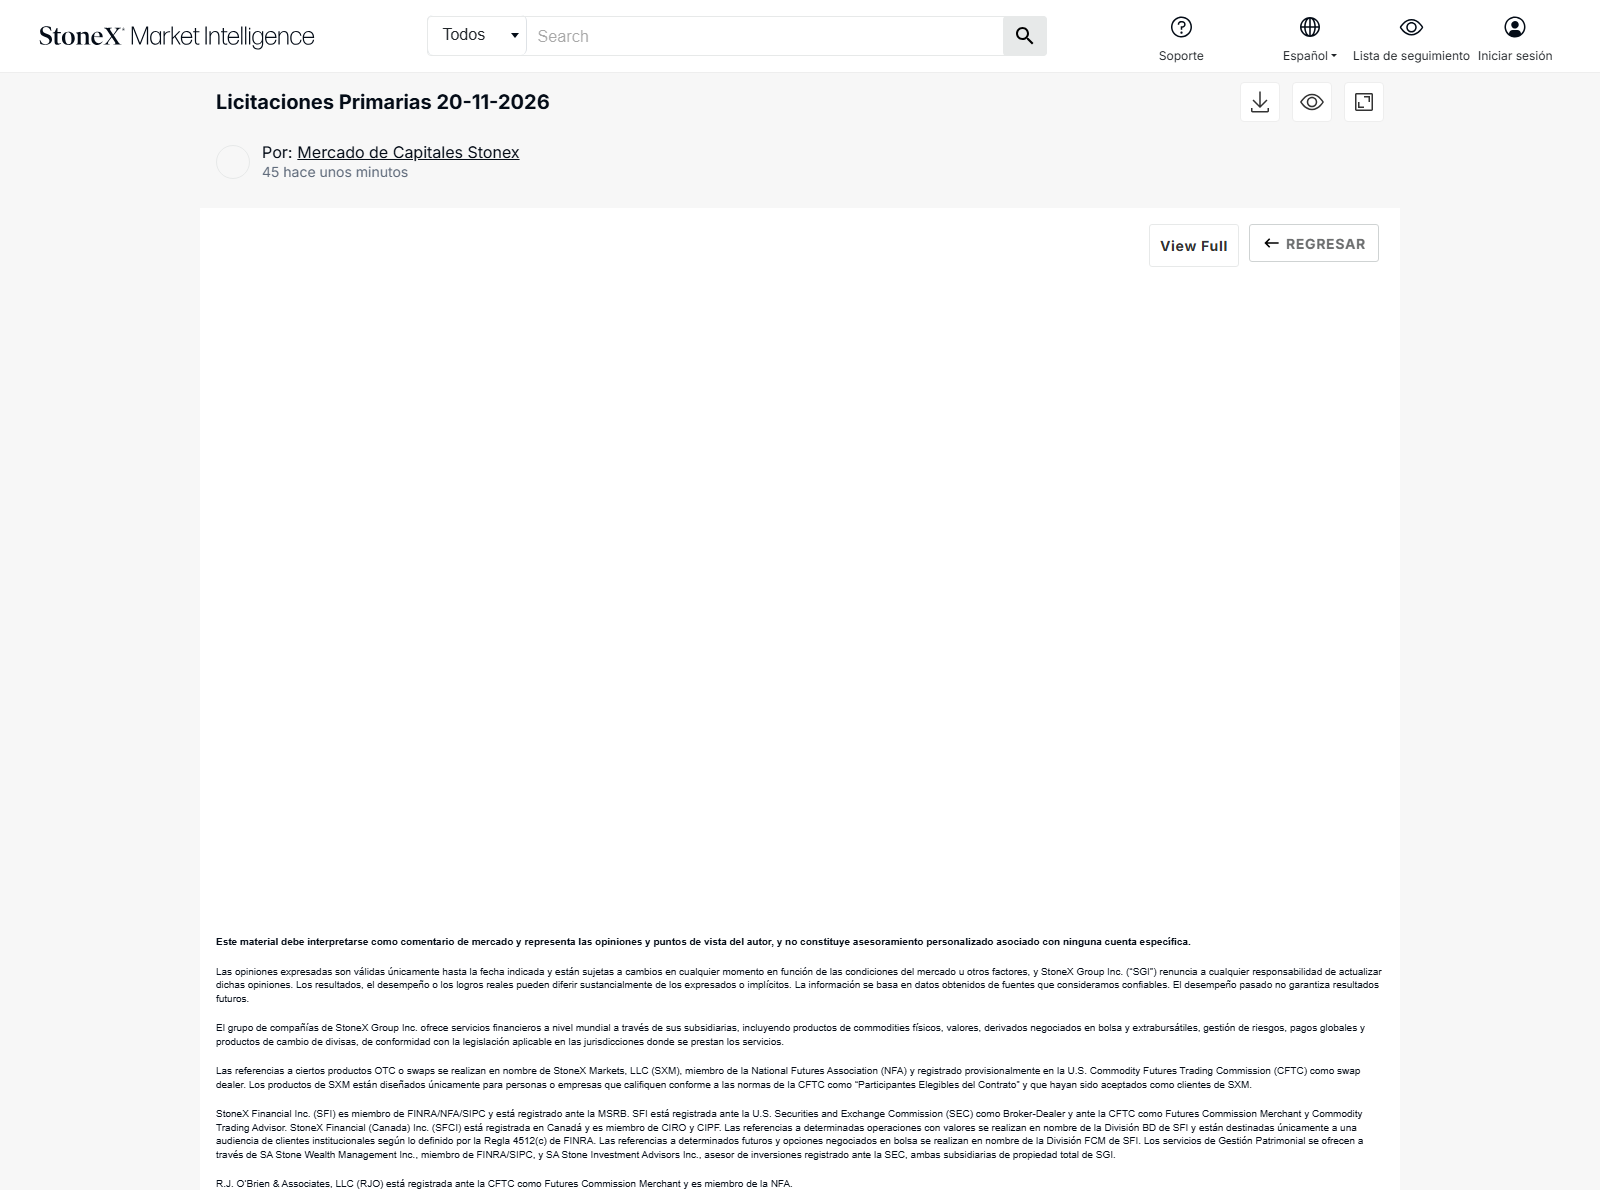 StoneX Market Intelligence
Todos
Search
Soporte
Español
Lista de seguimiento
Iniciar sesión
Licitaciones Primarias 20-11-2026
Por: Mercado de Capitales Stonex
45 hace unos minutos
View Full
REGRESAR
Este material debe interpretarse como comentario de mercado y representa las opiniones y puntos de vista del autor, y no constituye asesoramiento personalizado asociado con ninguna cuenta específica.
Las opiniones expresadas son válidas únicamente hasta la fecha indicada y están sujetas a cambios en cualquier momento en función de las condiciones del mercado u otros factores, y StoneX Group Inc. (“SGI”) renuncia a cualquier responsabilidad de actualizar
dichas opiniones. Los resultados, el desempeño o los logros reales pueden diferir sustancialmente de los expresados o implícitos. La información se basa en datos obtenidos de fuentes que consideramos confiables. El desempeño pasado no garantiza resultados
futuros.
El grupo de compañías de StoneX Group Inc. ofrece servicios financieros a nivel mundial a través de sus subsidiarias, incluyendo productos de commodities físicos, valores, derivados negociados en bolsa y extrabursátiles, gestión de riesgos, pagos globales y
productos de cambio de divisas, de conformidad con la legislación aplicable en las jurisdicciones donde se prestan los servicios.
Las referencias a ciertos productos OTC o swaps se realizan en nombre de StoneX Markets, LLC (SXM), miembro de la National Futures Association (NFA) y registrado provisionalmente en la U.S. Commodity Futures Trading Commission (CFTC) como swap
dealer. Los productos de SXM están diseñados únicamente para personas o empresas que califiquen conforme a las normas de la CFTC como “Participantes Elegibles del Contrato” y que hayan sido aceptados como clientes de SXM.
StoneX Financial Inc. (SFI) es miembro de FINRA/NFA/SIPC y está registrado ante la MSRB. SFI está registrada ante la U.S. Securities and Exchange Commission (SEC) como Broker-Dealer y ante la CFTC como Futures Commission Merchant y Commodity
Trading Advisor. StoneX Financial (Canada) Inc. (SFCI) está registrada en Canadá y es miembro de CIRO y CIPF. Las referencias a determinadas operaciones con valores se realizan en nombre de la División BD de SFI y están destinadas únicamente a una
audiencia de clientes institucionales según lo definido por la Regla 4512(c) de FINRA. Las referencias a determinados futuros y opciones negociados en bolsa se realizan en nombre de la División FCM de SFI. Los servicios de Gestión Patrimonial se ofrecen a
través de SA Stone Wealth Management Inc., miembro de FINRA/SIPC, y SA Stone Investment Advisors Inc., asesor de inversiones registrado ante la SEC, ambas subsidiarias de propiedad total de SGI.
R.J. O’Brien & Associates, LLC (RJO) está registrada ante la CFTC como Futures Commission Merchant y es miembro de la NFA.